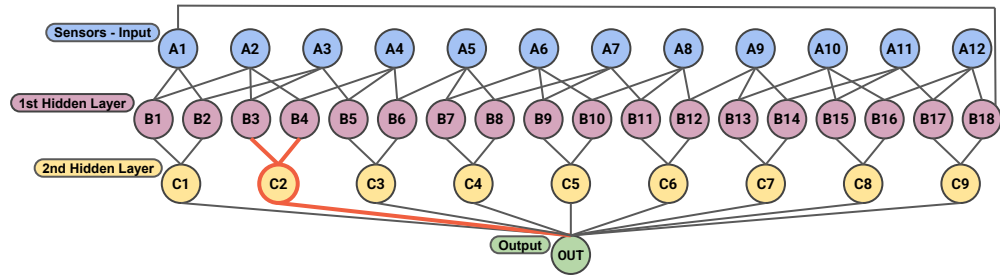 Sensors - Input
A1 A2 A3 A4 A5 A6 A7 A8 A9 A10 A11 A12
1st Hidden Layer
B1 B2 B3 B4 B5 B6 B7 B8 B9 B10 B11 B12 B13 B14 B15 B16 B17 B18
2nd Hidden Layer
C1 C2 C3 C4 C5 C6 C7 C8 C9
Output
OUT